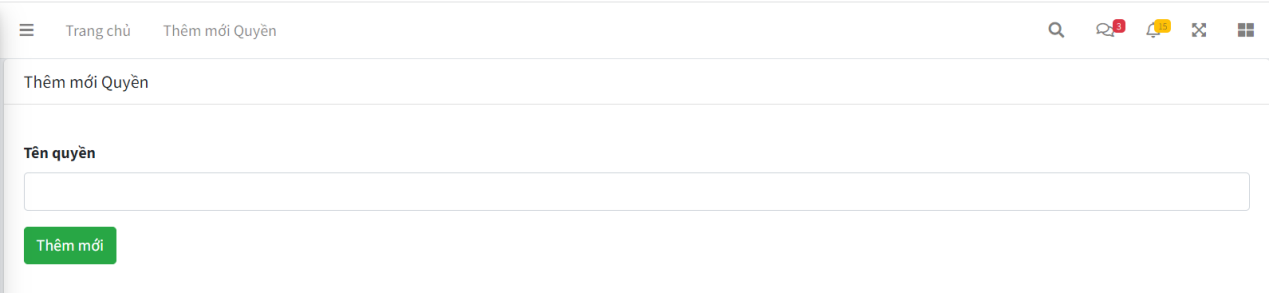 Trang chủ Thêm mới Quyền 3 15
Thêm mới Quyền
Tên quyền
Thêm mới